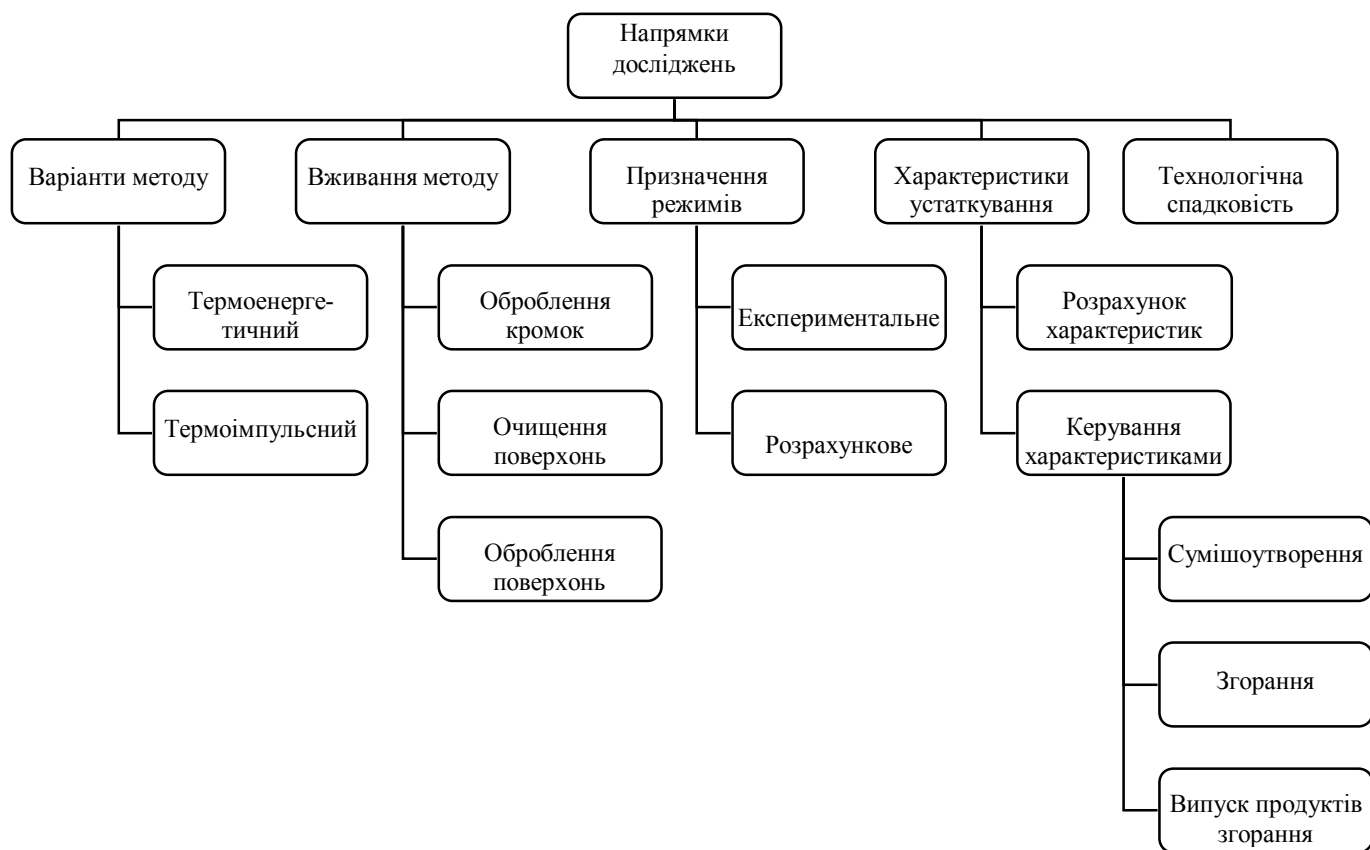 Напрямки
досліджень
Варіанти методу
Вживання методу
Призначення
режимів
Характеристики
устаткування
Технологічна
спадковість
Термоенерге-
тичний
Оброблення
кромок
Експериментальне
Розрахунок
характеристик
Термоімпульсний
Очищення
поверхонь
Розрахункове
Керування
характеристиками
Оброблення
поверхонь
Сумішоутворення
Згорання
Випуск продуктів
згорання